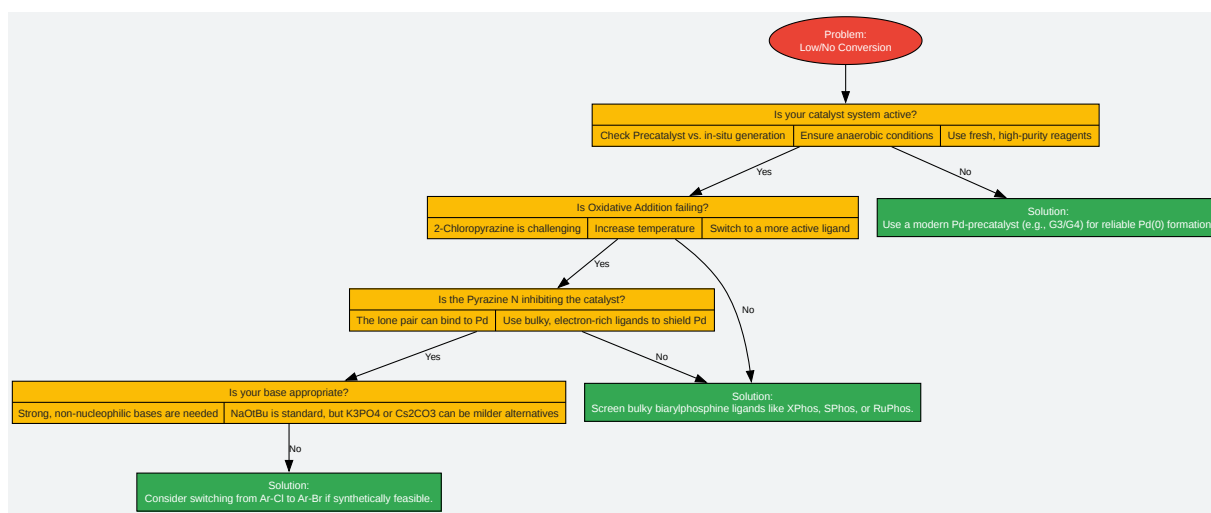 Problem:
Low/No Conversion
Is your catalyst system active?
Check Precatalyst vs. in-situ generation
Ensure anaerobic conditions
Use fresh, high-purity reagents
Yes
No
Is Oxidative Addition failing?
2-Chloropyrazine is challenging
Increase temperature
Switch to a more active ligand
Solution:
Use a modern Pd-precatalyst (e.g., G3/G4) for reliable Pd(0) formation
Yes
No
Is the Pyrazine N inhibiting the catalyst?
The lone pair can bind to Pd
Use bulky, electron-rich ligands to shield Pd
Yes
No
Is your base appropriate?
Strong, non-nucleophilic bases are needed
NaOtBu is standard, but K3PO4 or Cs2CO3 can be milder alternatives
Solution:
Screen bulky biarylphosphine ligands like XPhos, SPhos, or RuPhos.
No
Solution:
Consider switching from Ar-Cl to Ar-Br if synthetically feasible.